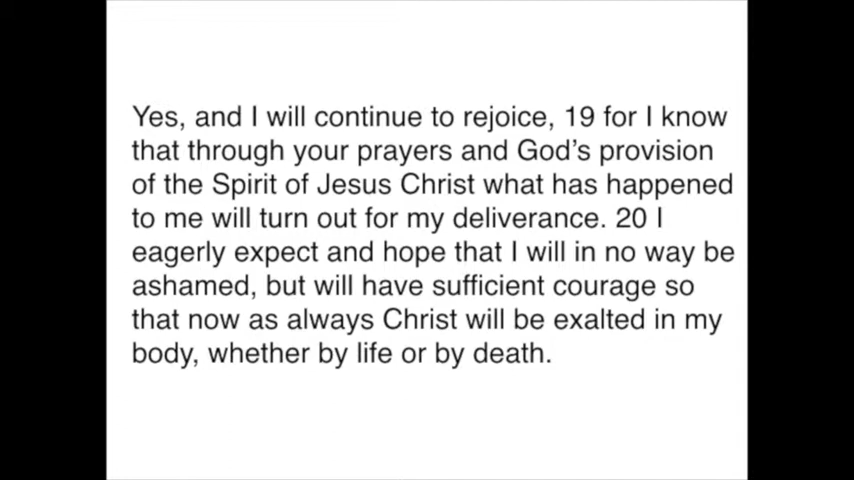 Yes, and I will continue to rejoice, 19 for I know
that through your prayers and God’s provision
of the Spirit of Jesus Christ what has happened
to me will turn out for my deliverance. 20 I
eagerly expect and hope that I will in no way be
ashamed, but will have sufficient courage so
that now as always Christ will be exalted in my
body, whether by life or by death.